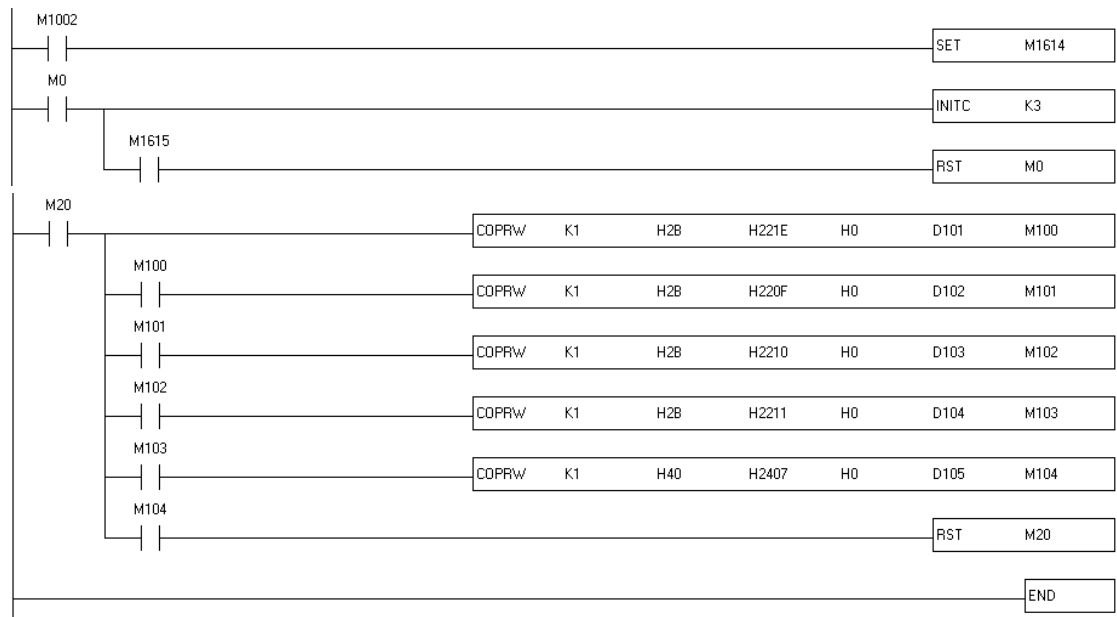 M1002
SET M1614
M0
INITC K3
M1615
RST M0
M20
COPRW K1 H2B H221E H0 D101 M100
M100
COPRW K1 H2B H220F H0 D102 M101
M101
COPRW K1 H2B H2210 H0 D103 M102
M102
COPRW K1 H2B H2211 H0 D104 M103
M103
COPRW K1 H40 H2407 H0 D105 M104
M104
RST M20
END